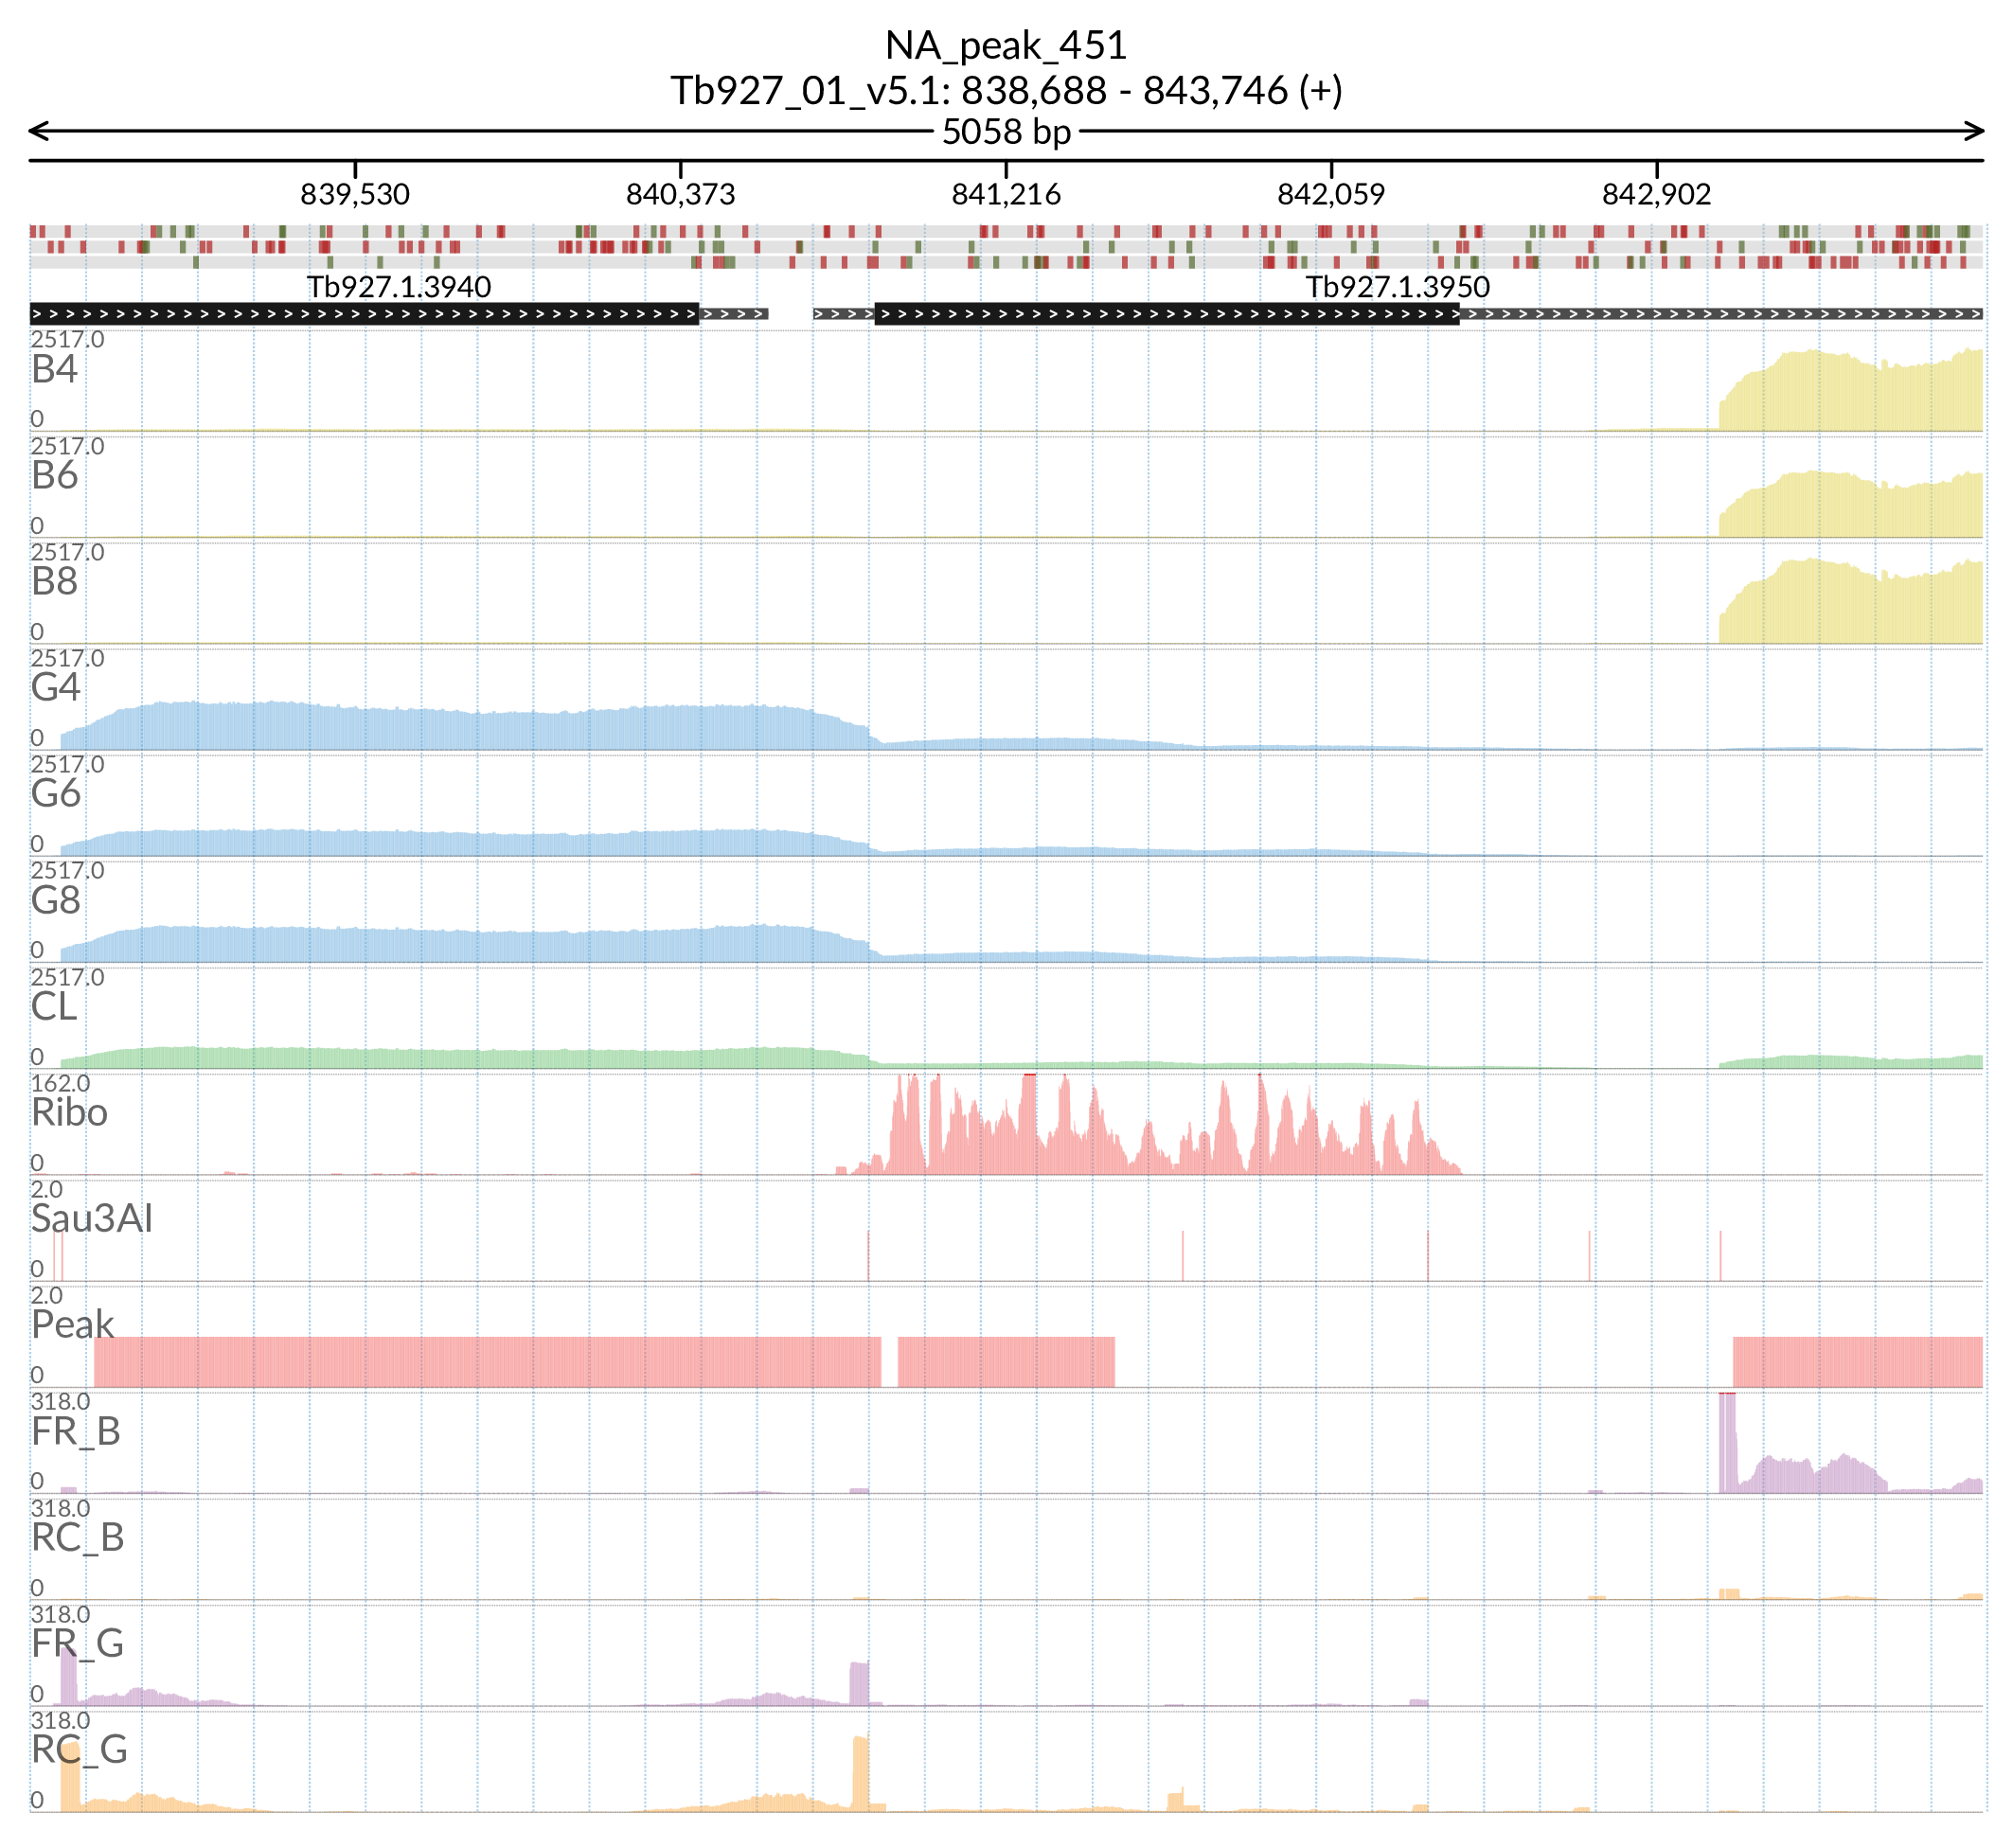 NA_peak_451
Tb927_01_v5.1: 838,688 - 843,746 (+)
5058 bp
839,530 840,373 841,216 842,059 842,902
Tb927.1.3940 Tb927.1.3950
2517.0
B4
0
2517.0
B6
0
2517.0
B8
0
2517.0
G4
0
2517.0
G6
0
2517.0
G8
0
2517.0
CL
0
162.0
Ribo
0
2.0
Sau3AI
0
2.0
Peak
0
318.0
FR_B
0
318.0
RC_B
0
318.0
FR_G
0
318.0
RC_G
0